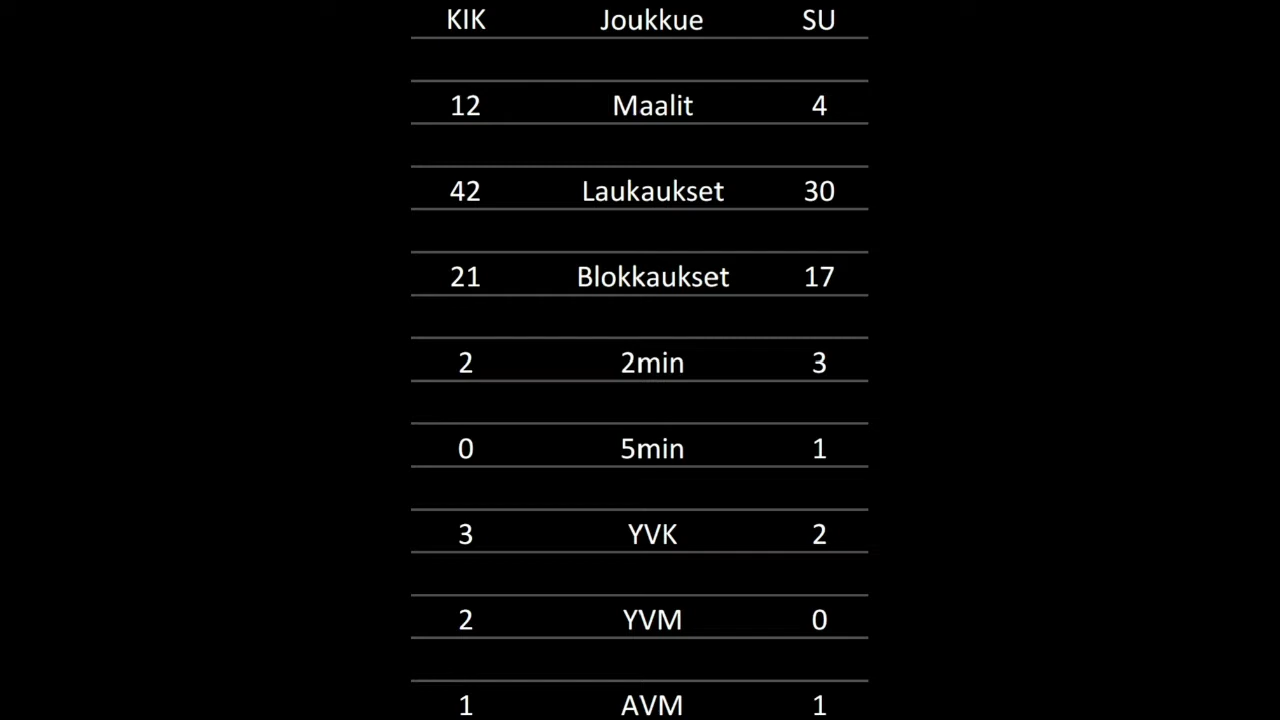 KIK Joukkue SU
12 Maalit 4
42 Laukaukset 30
21 Blokkaukset 17
2 2min 3
0 5min 1
3 YVK 2
2 YVM 0
1 AVM 1